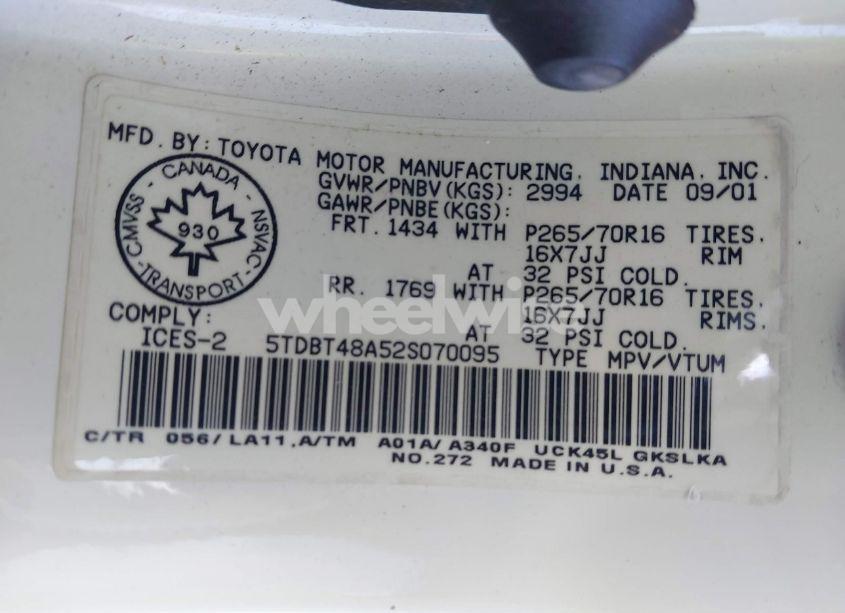 MFD. BY: TOYOTA MOTOR MANUFACTURING, INDIANA, INC.
GVWR/PNBV(KGS): 2994 DATE 09/01
GAWR/PNBE(KGS):
FRT. 1434 WITH P265/70R16 TIRES.
16X7JJ RIM
AT 32 PSI COLD.
RR. 1769 WITH P265/70R16 TIRES.
16X7JJ RIMS.
AT 32 PSI COLD.
CMVSS - CANADA - NSVAC
930
-TRANSPORT-
COMPLY:
ICES-2 5TDBT48A52S070095 TYPE MPV/VTUM
C/TR 056/LA11,A/TM A01A/A340F UCK45L GKSLKA
NO.272 MADE IN U.S.A.
wheelwire